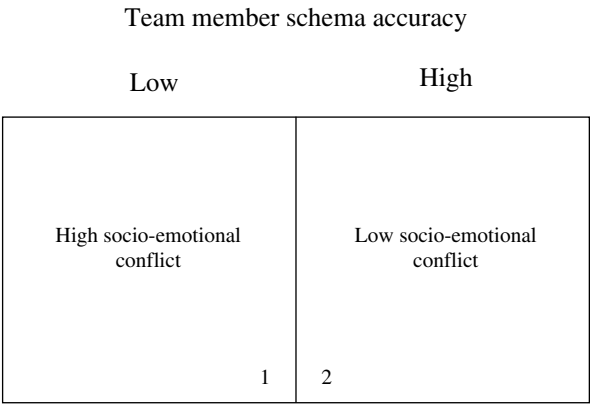 Team member schema accuracy
Low
High
High socio-emotional
conflict
Low socio-emotional
conflict
1
2